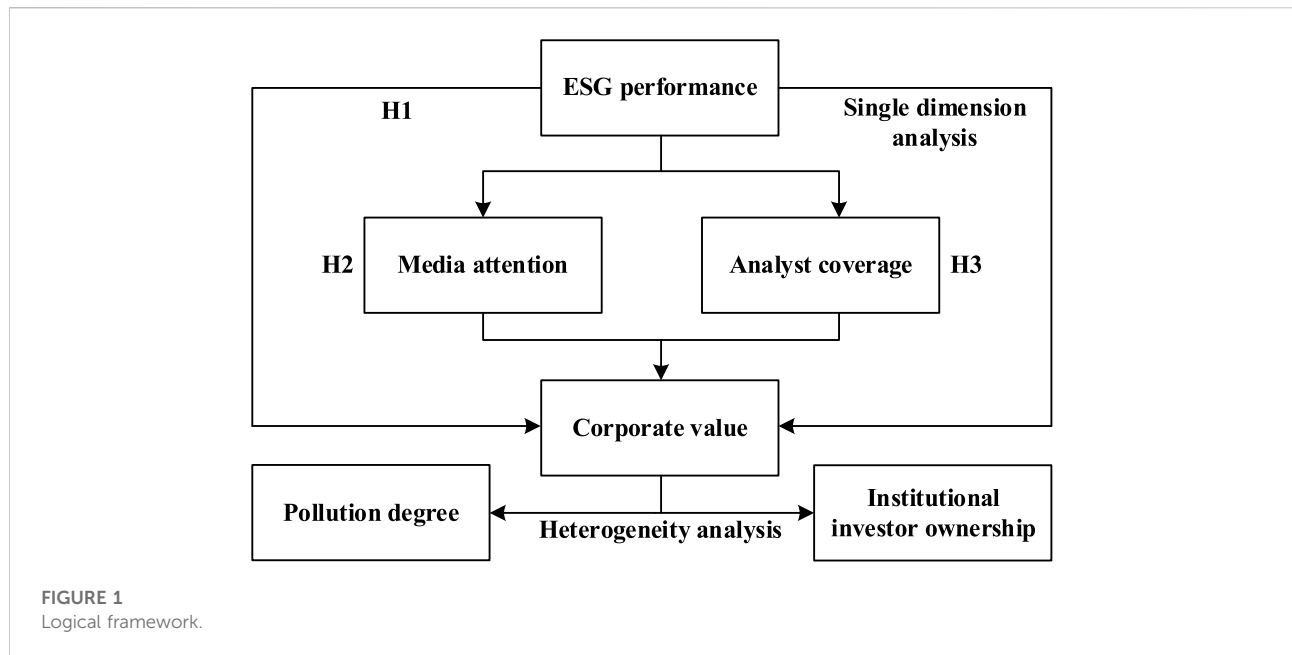 ESG performance
H1
Single dimension
analysis
H2
Media attention
Analyst coverage
H3
Corporate value
Pollution degree
Heterogeneity analysis
Institutional
investor ownership
FIGURE 1
Logical framework.